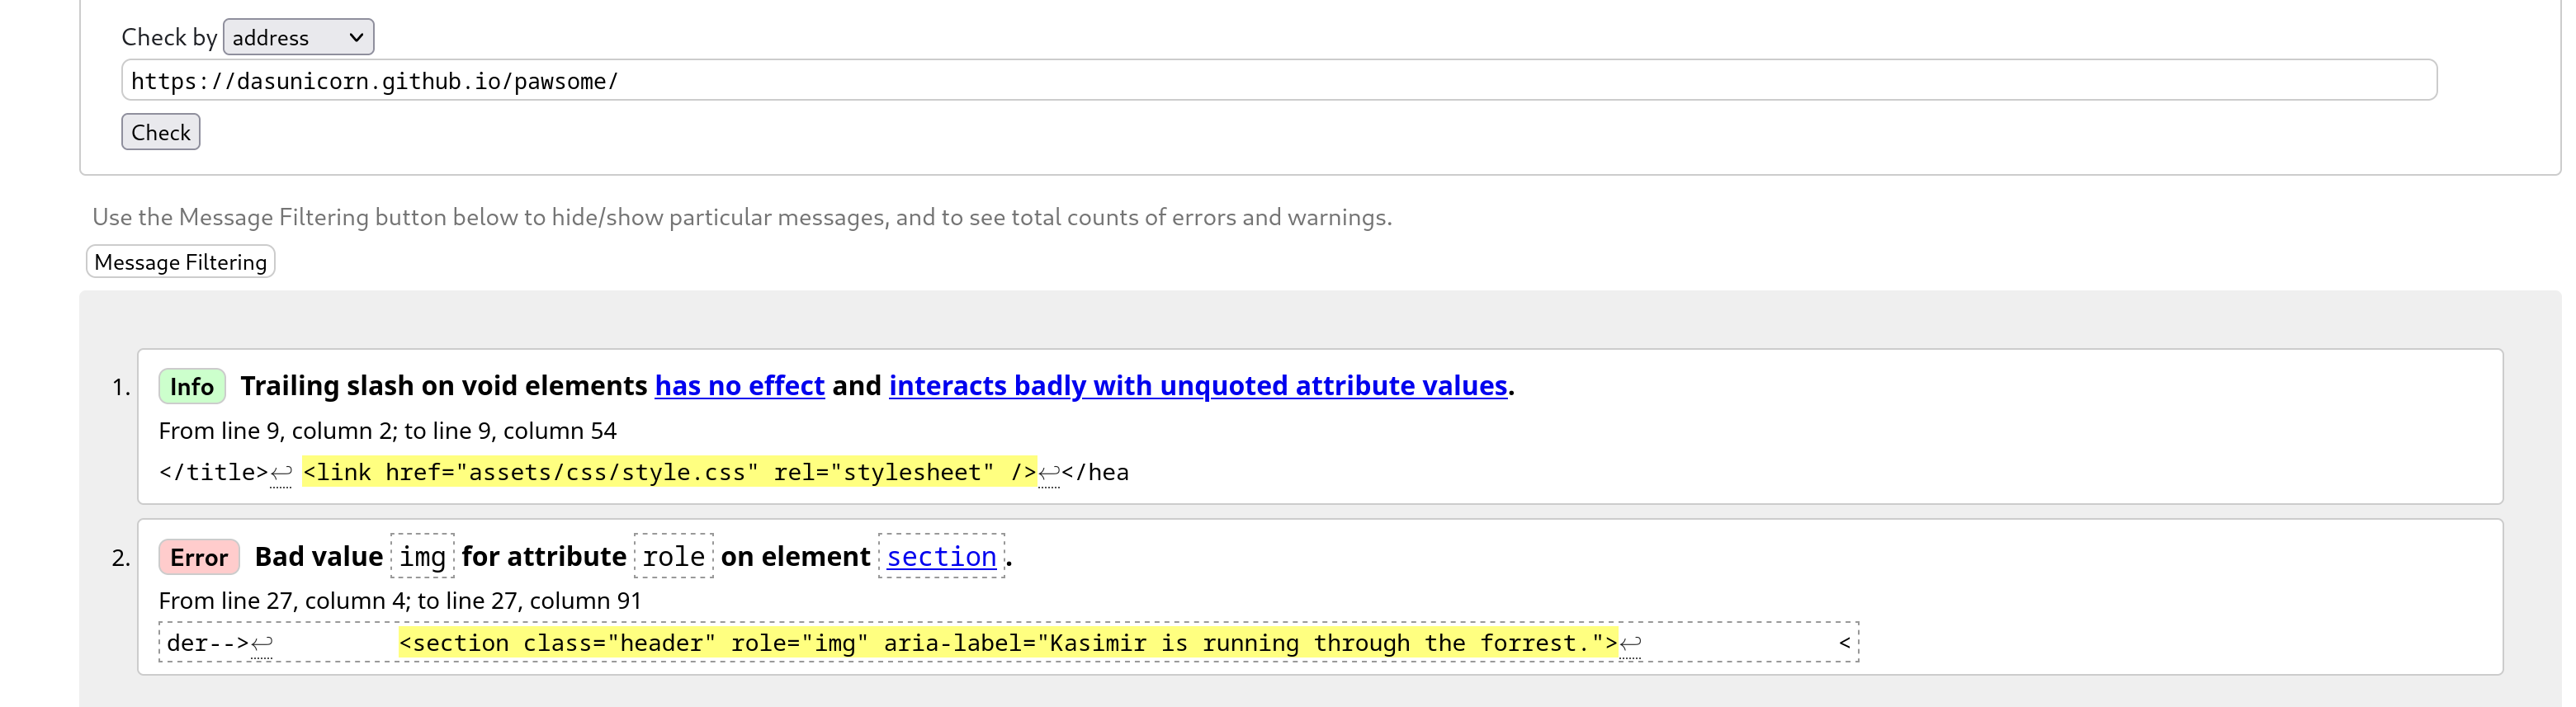 Check by address
https://dasunicorn.github.io/pawsome/
Check
Use the Message Filtering button below to hide/show particular messages, and to see total counts of errors and warnings.
Message Filtering
1. Info Trailing slash on void elements has no effect and interacts badly with unquoted attribute values.
From line 9, column 2; to line 9, column 54
</title>↩ <link href="assets/css/style.css" rel="stylesheet" />↩</hea
2. Error Bad value img for attribute role on element section.
From line 27, column 4; to line 27, column 91
der-->↩ <section class="header" role="img" aria-label="Kasimir is running through the forrest.">↩ <